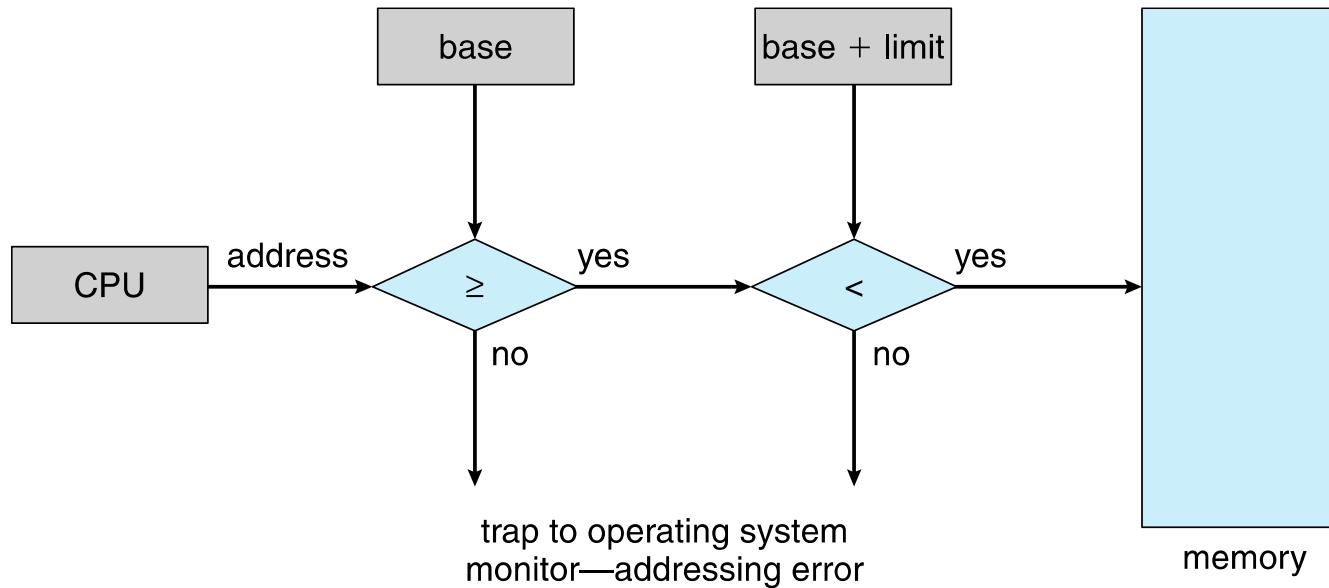 base
base + limit
CPU
address
≥
yes
<
yes
no
no
trap to operating system
monitor—addressing error
memory